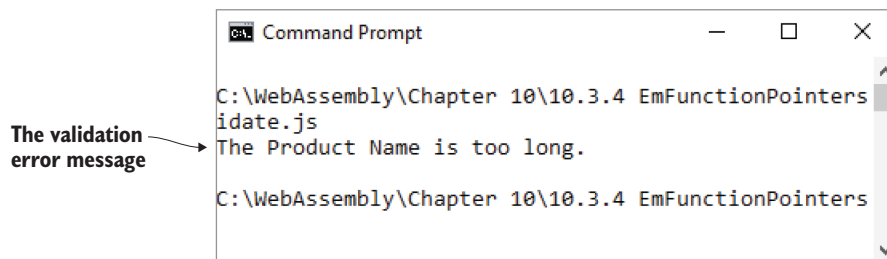 Command Prompt
C:\WebAssembly\Chapter 10\10.3.4 EmFunctionPointers
idate.js
The validation
error message
The Product Name is too long.
C:\WebAssembly\Chapter 10\10.3.4 EmFunctionPointers